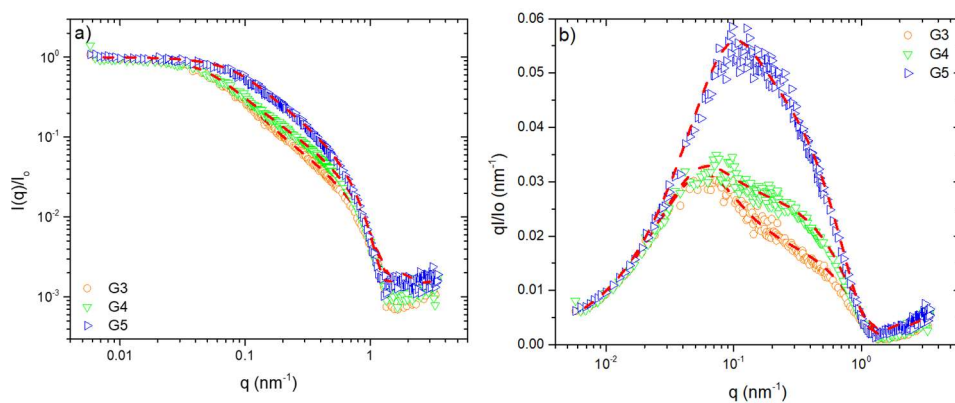 a)
I(q)/I₀
10⁰
10⁻¹
10⁻²
10⁻³
G3
G4
G5
0.01
0.1
1
q (nm⁻¹)
b)
qI/Io (nm⁻¹)
0.06
0.05
0.04
0.03
0.02
0.01
0.00
G3
G4
G5
10⁻²
10⁻¹
10⁰
q (nm⁻¹)